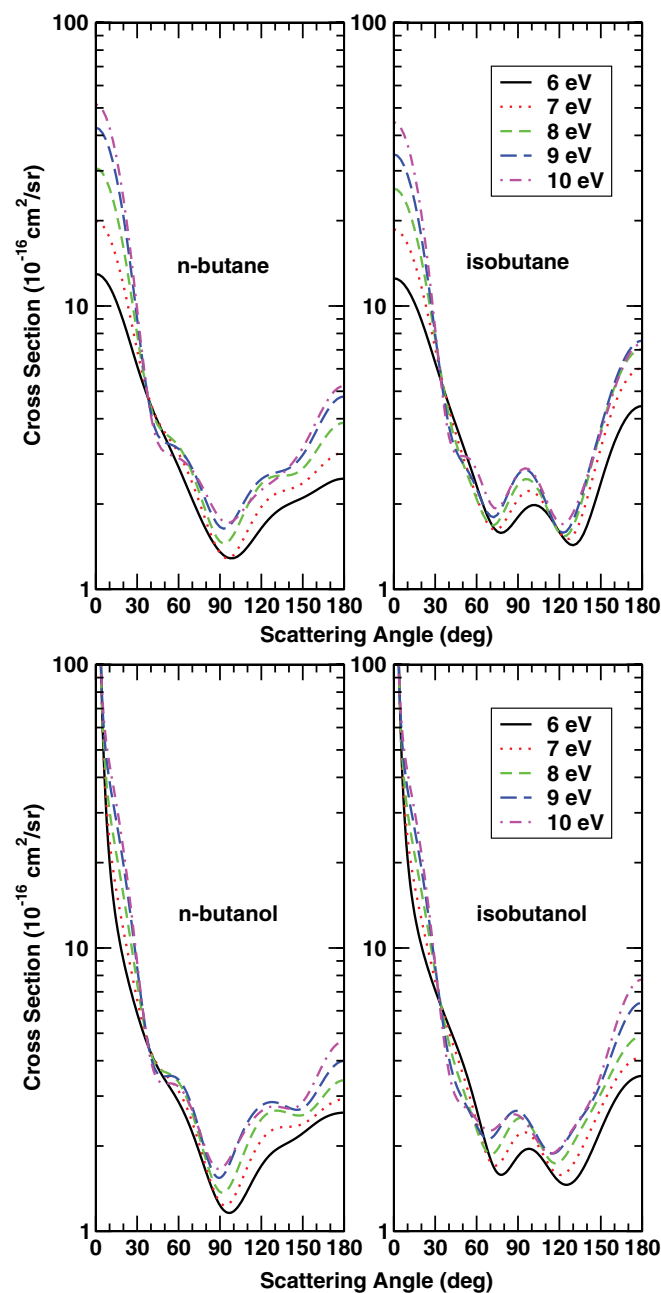 100
10
1
Cross Section (10⁻¹⁶ cm²/sr)
n-butane
0 30 60 90 120 150 180
isobutane
6 eV
7 eV
8 eV
9 eV
10 eV
0 30 60 90 120 150 180
Scattering Angle (deg)
100
10
1
Cross Section (10⁻¹⁶ cm²/sr)
n-butanol
0 30 60 90 120 150 180
isobutanol
6 eV
7 eV
8 eV
9 eV
10 eV
0 30 60 90 120 150 180
Scattering Angle (deg)